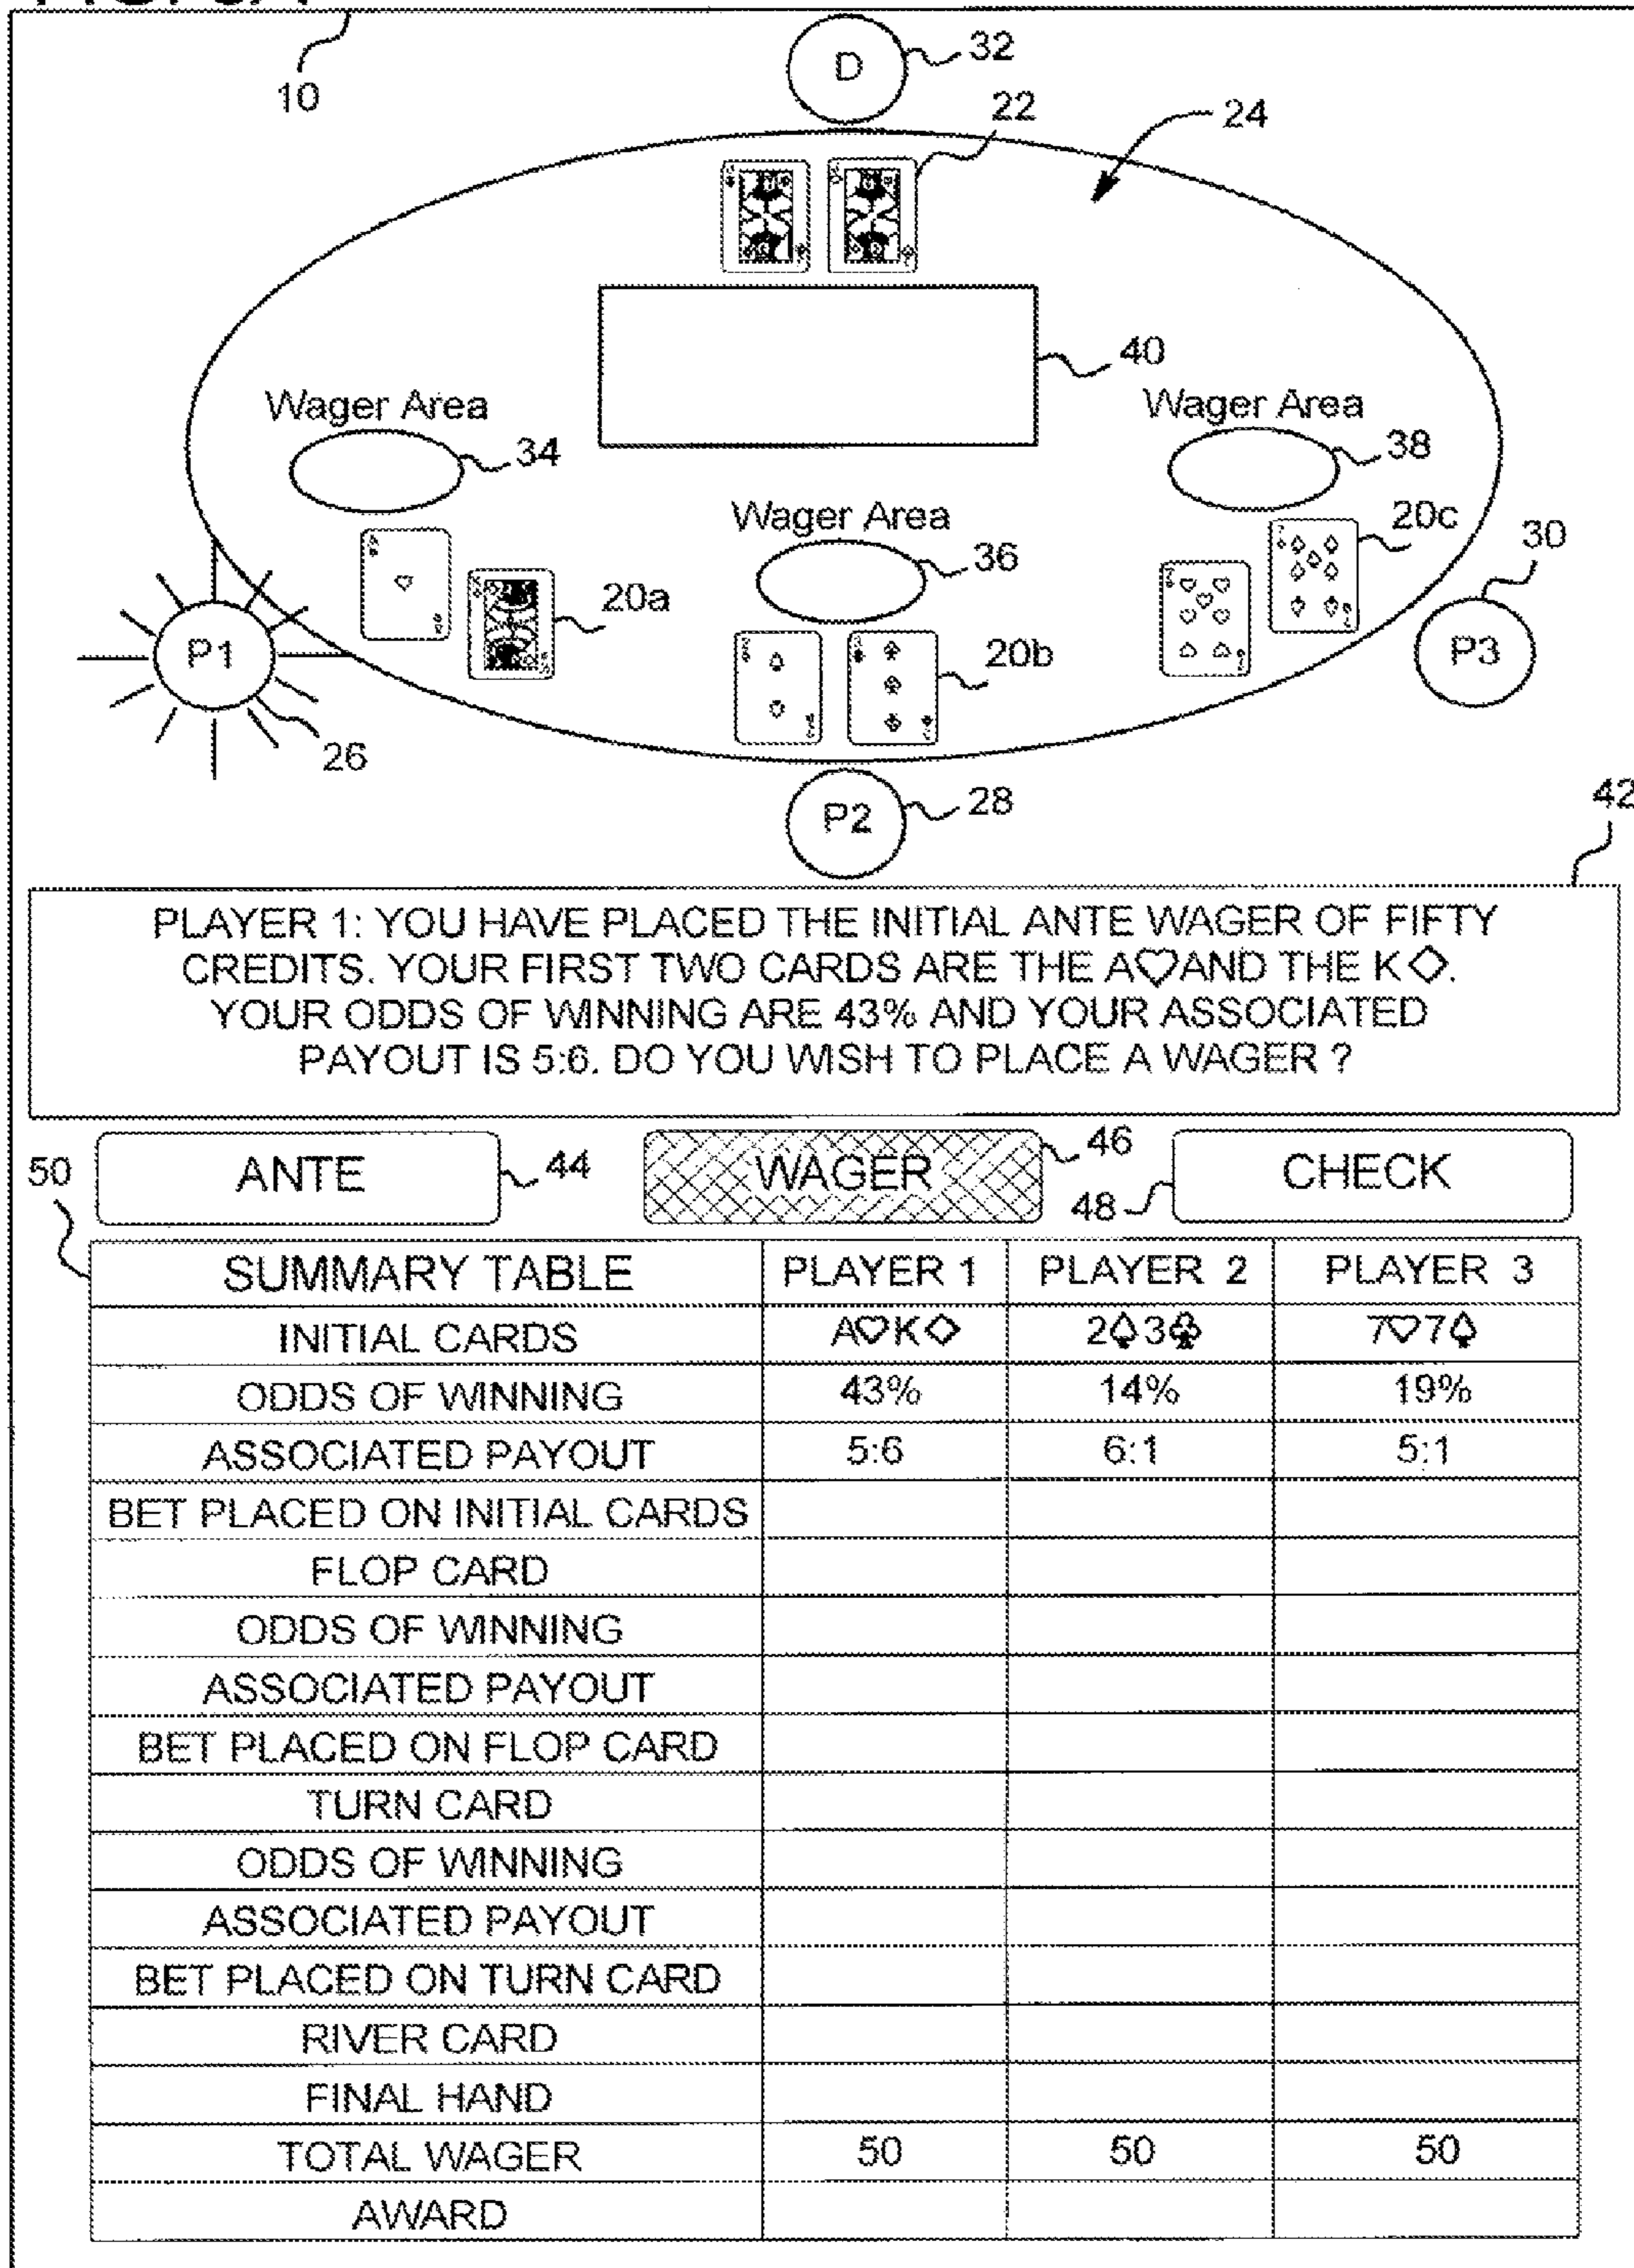 10
D
32
22
24
40
Wager Area
34
Wager Area
38
Wager Area
36
20a
20b
20c
30
P1
26
P3
P2
28
42
PLAYER 1: YOU HAVE PLACED THE INITIAL ANTE WAGER OF FIFTY
CREDITS. YOUR FIRST TWO CARDS ARE THE A♡AND THE K◇.
YOUR ODDS OF WINNING ARE 43% AND YOUR ASSOCIATED
PAYOUT IS 5:6. DO YOU WISH TO PLACE A WAGER ?
ANTE 44 WAGER 46 48 CHECK
50
SUMMARY TABLE PLAYER 1 PLAYER 2 PLAYER 3
INITIAL CARDS A♡K◇ 2♤3♧ 7♡7♤
ODDS OF WINNING 43% 14% 19%
ASSOCIATED PAYOUT 5:6 6:1 5:1
BET PLACED ON INITIAL CARDS
FLOP CARD
ODDS OF WINNING
ASSOCIATED PAYOUT
BET PLACED ON FLOP CARD
TURN CARD
ODDS OF WINNING
ASSOCIATED PAYOUT
BET PLACED ON TURN CARD
RIVER CARD
FINAL HAND
TOTAL WAGER 50 50 50
AWARD